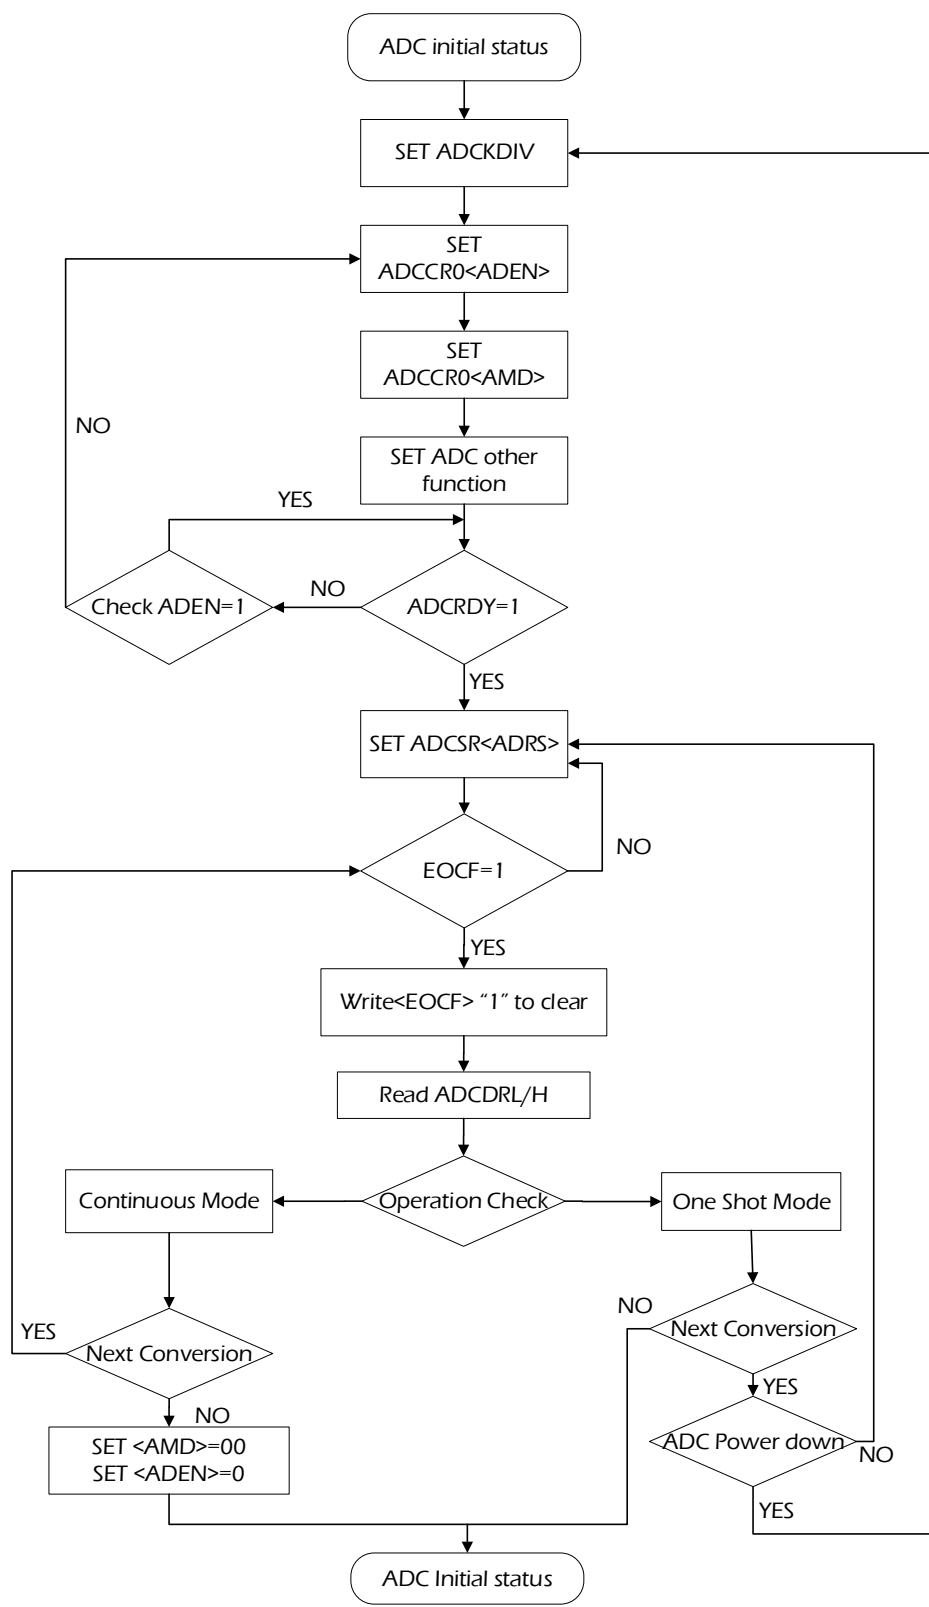 ADC initial status
SET ADCKDIV
SET
ADCCR0<ADEN>
SET
ADCCR0<AMD>
NO
SET ADC other
function
YES
Check ADEN=1
NO
ADCRDY=1
YES
SET ADCSR<ADRS>
EOCF=1
NO
YES
Write<EOCF> “1” to clear
Read ADCDRL/H
Continuous Mode
Operation Check
One Shot Mode
YES
Next Conversion
NO
Next Conversion
YES
NO
SET <AMD>=00
SET <ADEN>=0
ADC Power down
NO
YES
ADC Initial status